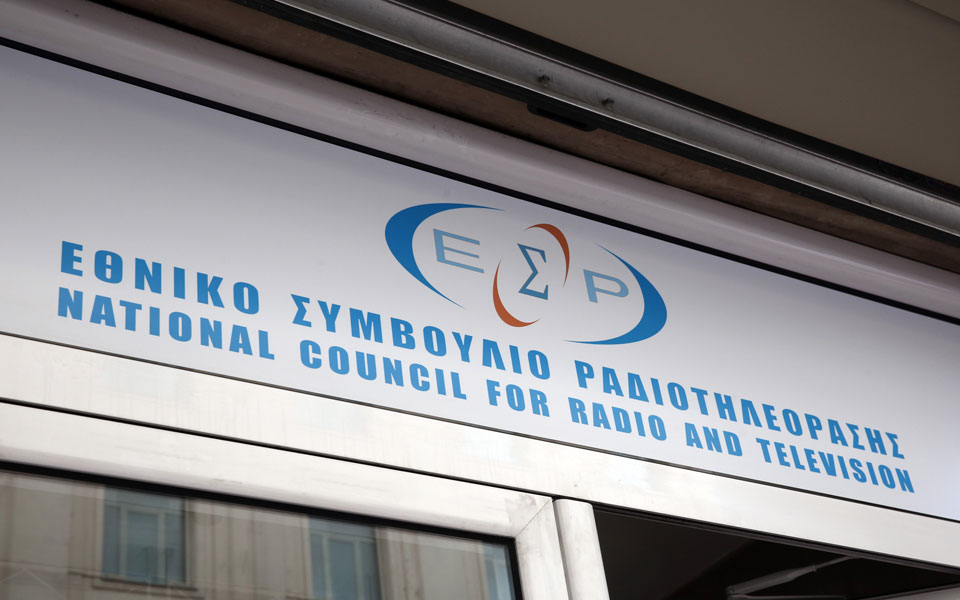 ΕΣΡ
ΕΘΝΙΚΟ ΣΥΜΒΟΥΛΙΟ ΡΑΔΙΟΤΗΛΕΟΡΑΣΗΣ
NATIONAL COUNCIL FOR RADIO AND TELEVISION